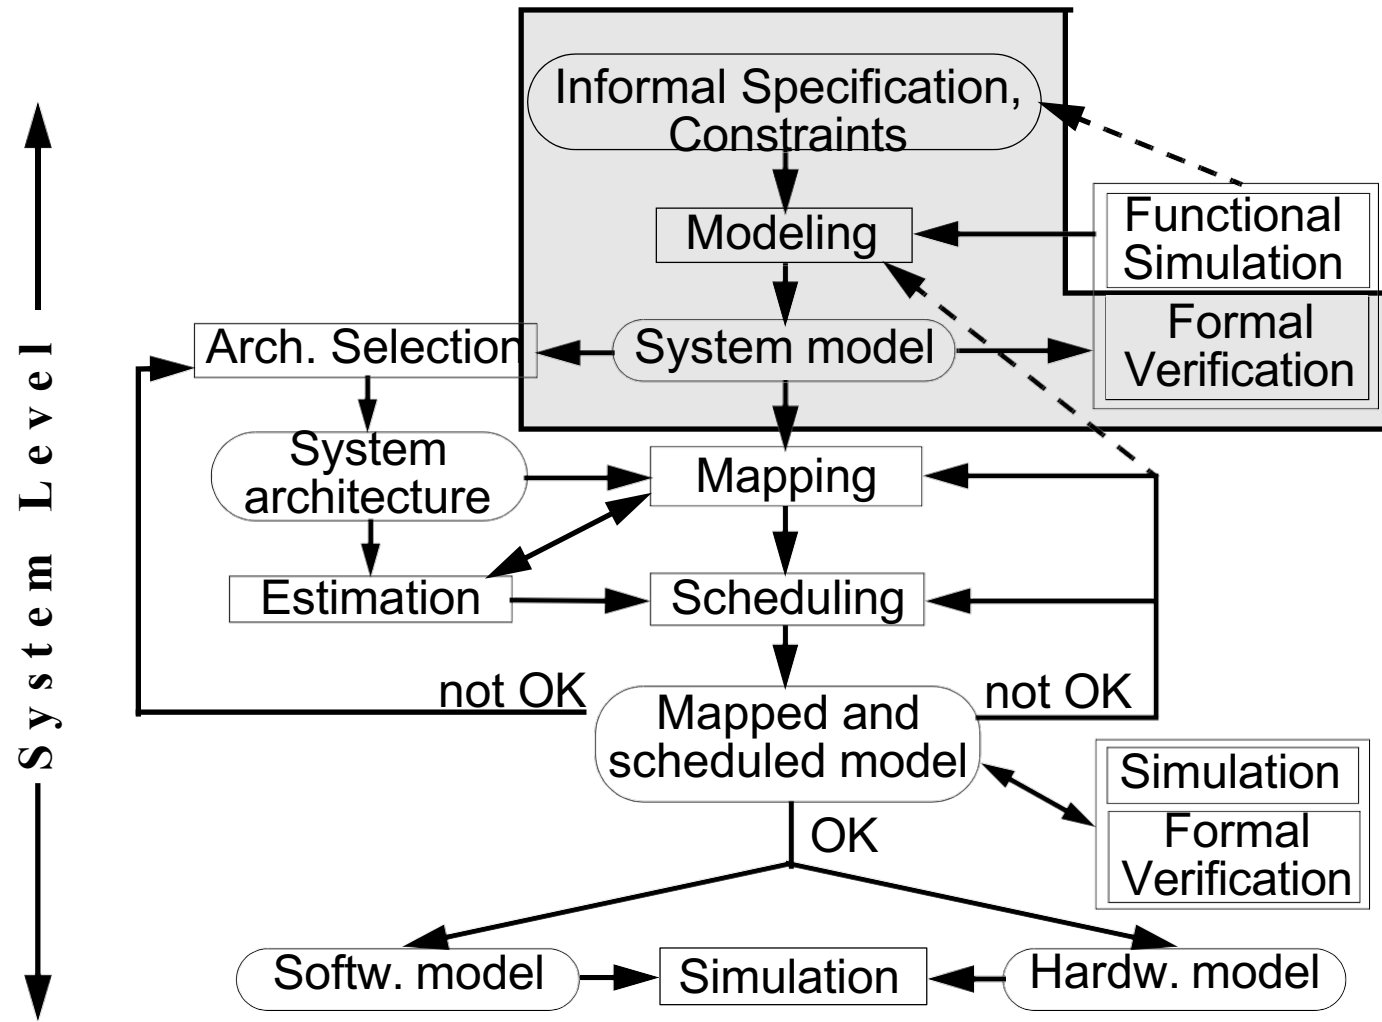 Informal Specification,
Constraints
Functional
Simulation
Modeling
Formal
Verification
Arch. Selection
System model
System
architecture
Mapping
Estimation
Scheduling
not OK
not OK
Mapped and
scheduled model
Simulation
Formal
Verification
OK
Softw. model
Simulation
Hardw. model
System Level